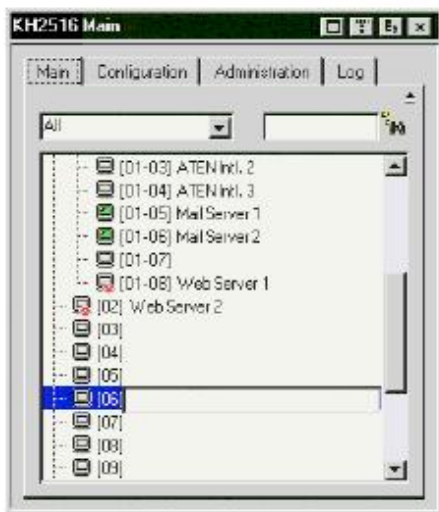 KH2516 Main
Main Configuration Administration Log
All
[01-03] ATEN Intl. 2
[01-04] ATEN Intl. 3
[01-05] Mail Server 1
[01-06] Mail Server 2
[01-07]
[01-08] Web Server 1
[02] Web Server 2
[03]
[04]
[05]
[06]
[07]
[08]
[09]